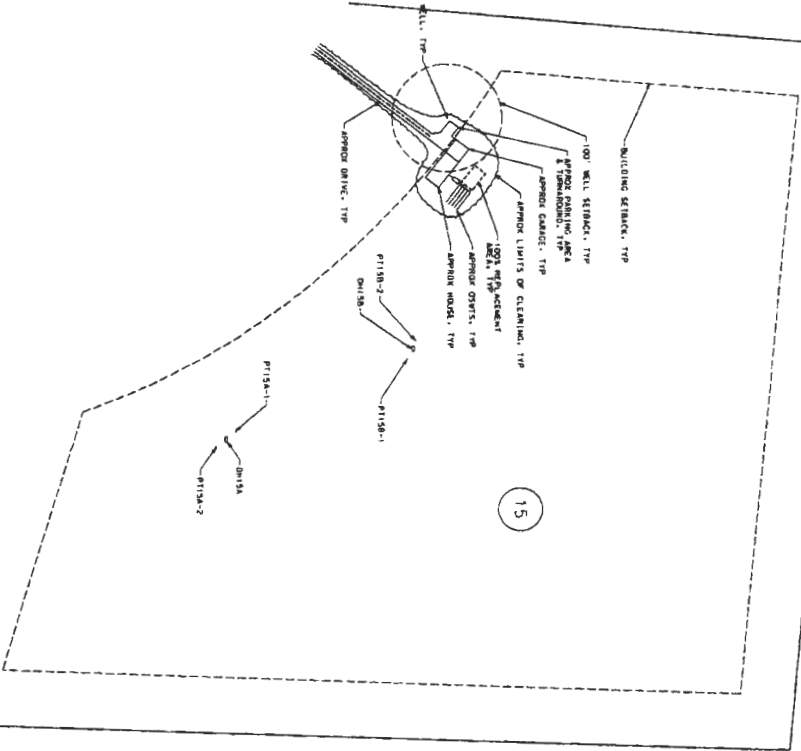 BUILDING SETBACK, TYP
100' WELL SETBACK, TYP
APPROX PARKING AREA
& TURNAROUND, TYP
APPROX GARAGE, TYP
APPROX LIMITS OF CLEARING, TYP
100% REPLACEMENT
AREA, TYP
APPROX OSWTS, TYP
APPROX HOUSE, TYP
ELL, TYP
APPROX DRIVE, TYP
PT15B-2
DH15B
PT15B-1
PT15A-1
DH15A
PT15A-2
15